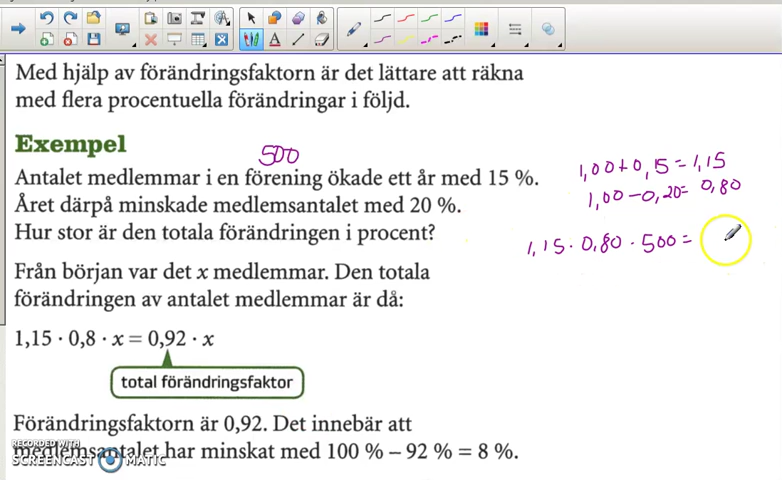 Med hjälp av förändringsfaktorn är det lättare att räkna
med flera procentuella förändringar i följd.
Exempel
500
Antalet medlemmar i en förening ökade ett år med 15 %.
Året därpå minskade medlemsantalet med 20 %.
Hur stor är den totala förändringen i procent?
1,00+0,15=1,15
1,00-0,20= 0,80
1,15 · 0,80 · 500 =
Från början var det x medlemmar. Den totala
förändringen av antalet medlemmar är då:
1,15 · 0,8 · x = 0,92 · x
total förändringsfaktor
Förändringsfaktorn är 0,92. Det innebär att
medlemsantalet har minskat med 100 % – 92 % = 8 %.
RECORDED WITH
SCREENCAST MATIC